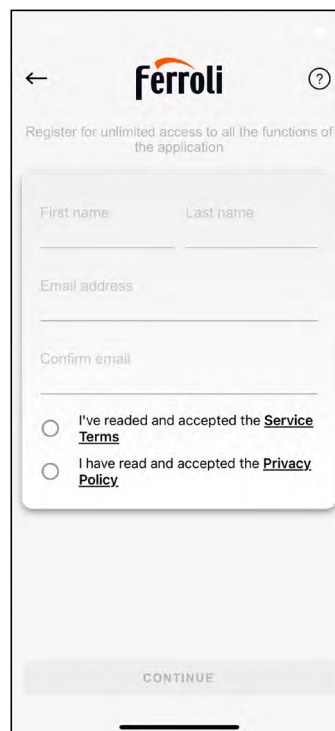 ←
Ferroli
?
Register for unlimited access to all the functions of
the application
First name Last name
Email address
Confirm email
I've readed and accepted the Service
Terms
I have read and accepted the Privacy
Policy
CONTINUE